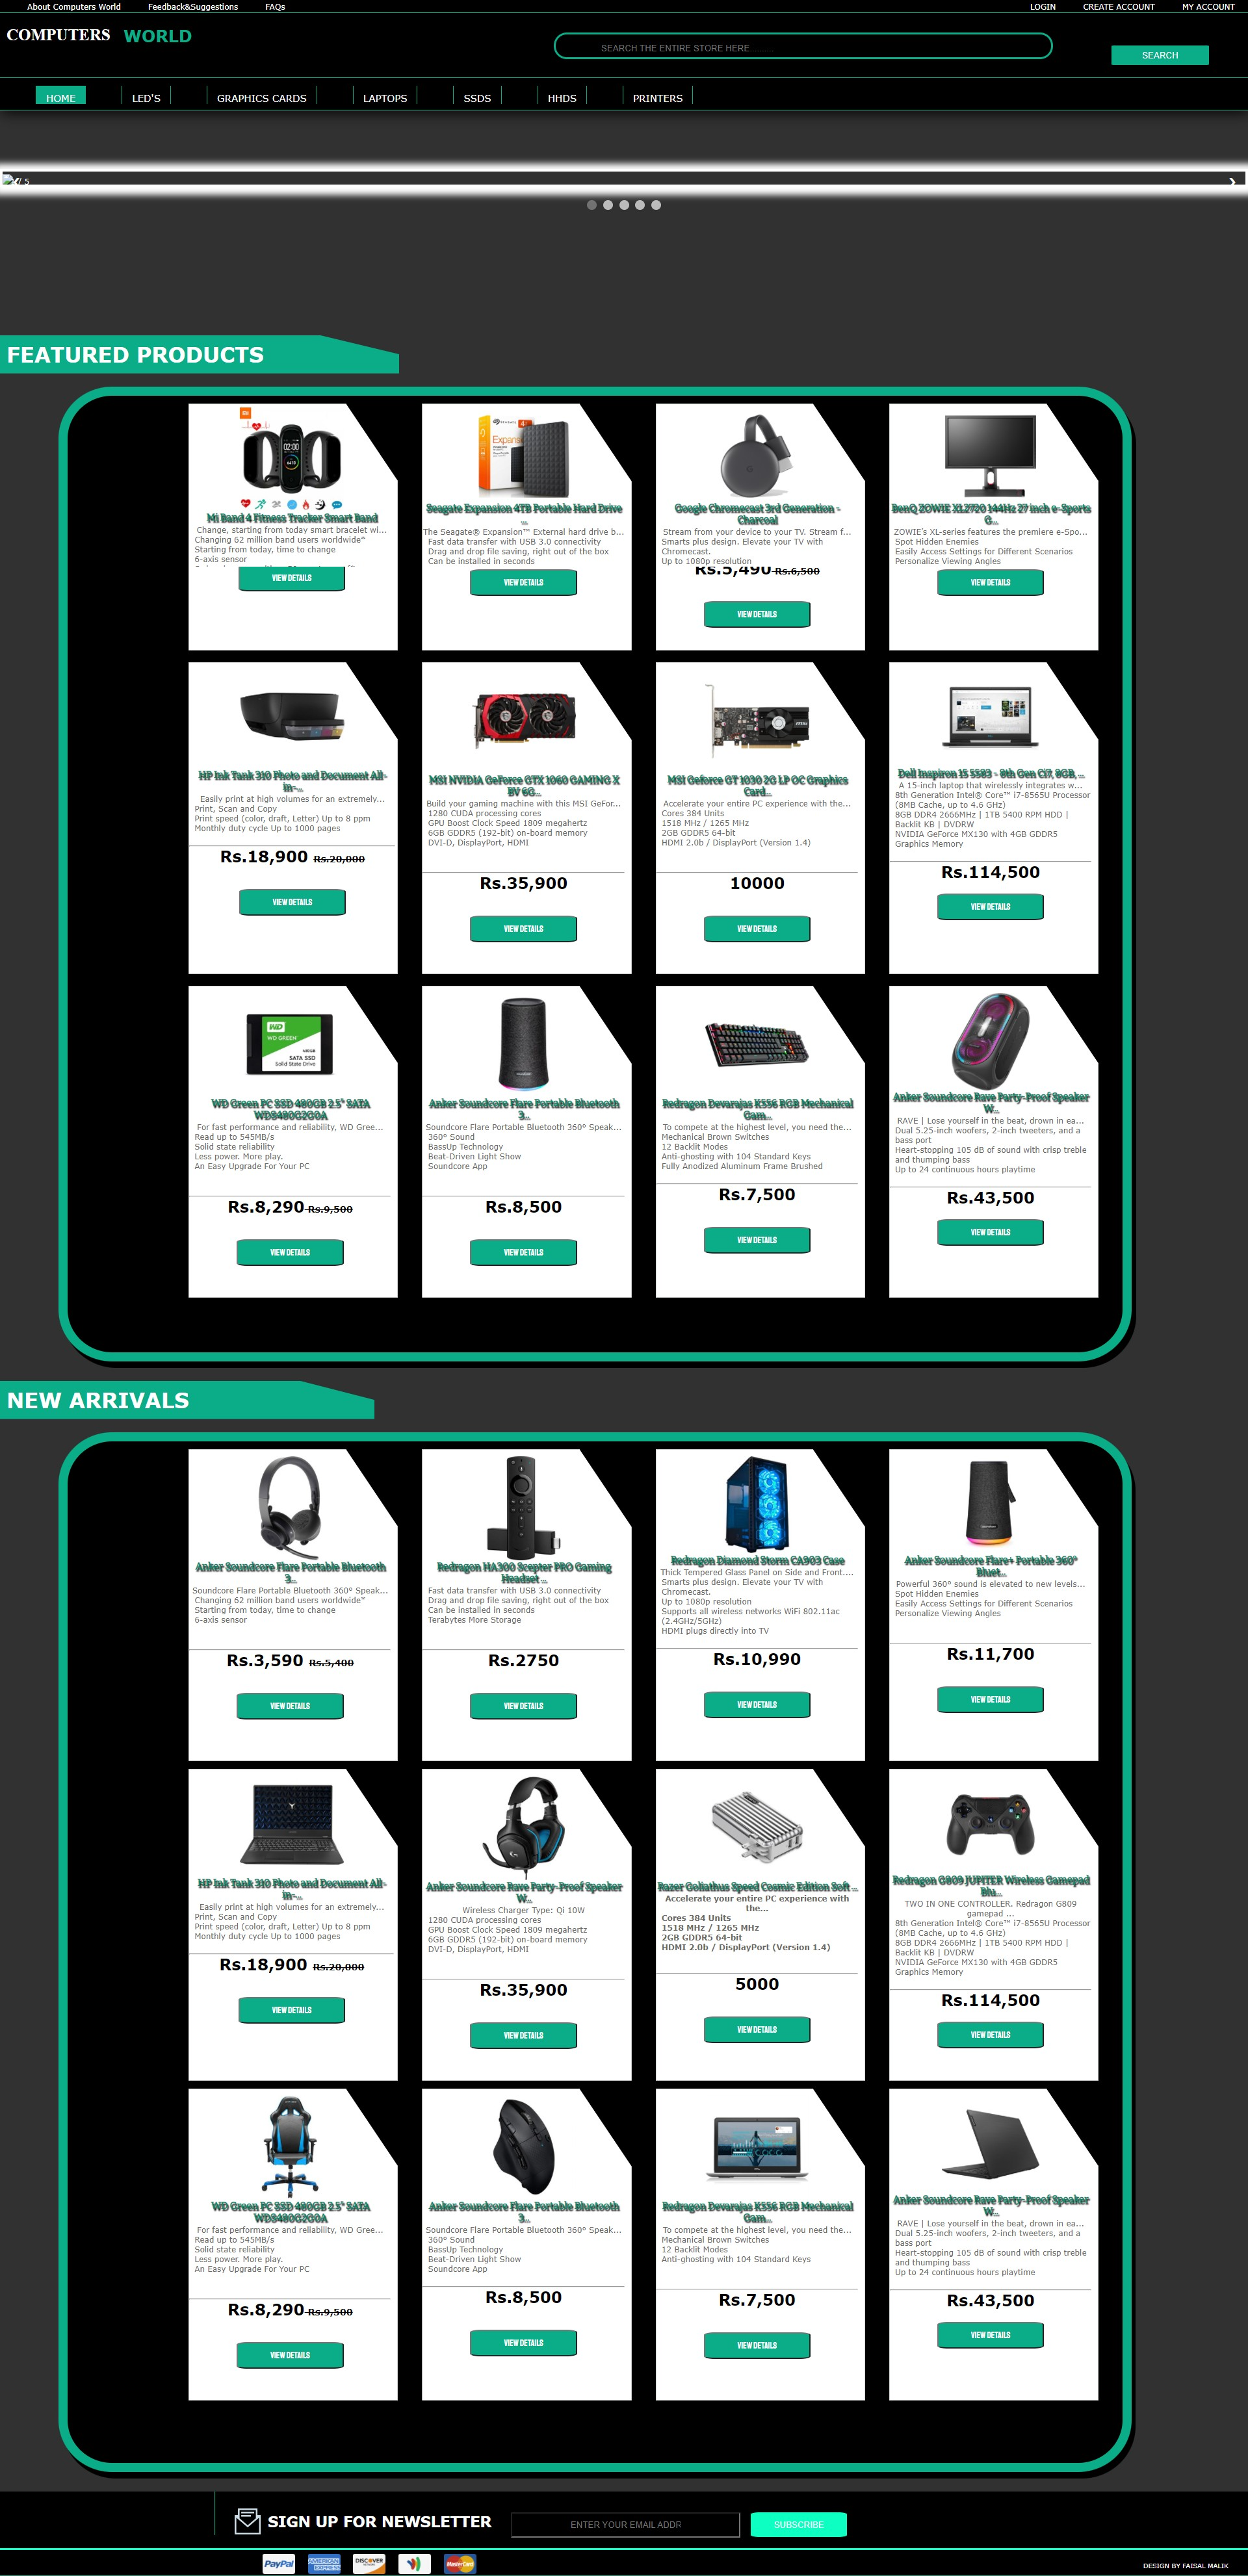 About Computers World Feedback&Suggestions FAQs LOGIN CREATE ACCOUNT MY ACCOUNT
COMPUTERS WORLD
SEARCH THE ENTIRE STORE HERE..........
SEARCH
HOME LED'S GRAPHICS CARDS LAPTOPS SSDS HHDS PRINTERS
/ 5
❯
FEATURED PRODUCTS
Mi Band 4 Fitness Tracker Smart Band
Change, starting from today smart bracelet wi...
Changing 62 million band users worldwide"
Starting from today, time to change
6-axis sensor
VIEW DETAILS
Seagate Expansion 4TB Portable Hard Drive
...
The Seagate® Expansion™ External hard drive b...
Fast data transfer with USB 3.0 connectivity
Drag and drop file saving, right out of the box
Can be installed in seconds
VIEW DETAILS
Google Chromecast 3rd Generation -
Charcoal
Stream from your device to your TV. Stream f...
Smarts plus design. Elevate your TV with
Chromecast.
Up to 1080p resolution
Rs.5,490 Rs.6,500
VIEW DETAILS
BenQ ZOWIE XL2720 144Hz 27 inch e-Sports
G...
ZOWIE's XL-series features the premiere e-Spo...
Spot Hidden Enemies
Easily Access Settings for Different Scenarios
Personalize Viewing Angles
VIEW DETAILS
HP Ink Tank 310 Photo and Document All-
in-...
Easily print at high volumes for an extremely...
Print, Scan and Copy
Print speed (color, draft, Letter) Up to 8 ppm
Monthly duty cycle Up to 1000 pages
Rs.18,900 Rs.20,000
VIEW DETAILS
MSI NVIDIA GeForce GTX 1060 GAMING X
6G...
Build your gaming machine with this MSI GeFor...
1280 CUDA processing cores
GPU Boost Clock Speed 1809 megahertz
6GB GDDR5 (192-bit) on-board memory
DVI-D, DisplayPort, HDMI
Rs.35,900
VIEW DETAILS
MSI Geforce GT 1030 2G LP OC Graphics
Card...
Accelerate your entire PC experience with the...
Cores 384 Units
1518 MHz / 1265 MHz
2GB GDDR5 64-bit
HDMI 2.0b / DisplayPort (Version 1.4)
10000
VIEW DETAILS
Dell Inspiron 15 5583 - 8th Gen Ci7, 8GB, ...
A 15-inch laptop that wirelessly integrates w...
8th Generation Intel® Core™ i7-8565U Processor
(8MB Cache, up to 4.6 GHz)
8GB DDR4 2666MHz | 1TB 5400 RPM HDD |
Backlit KB | DVDRW
NVIDIA GeForce MX130 with 4GB GDDR5
Graphics Memory
Rs.114,500
VIEW DETAILS
WD GREEN
SATA SSD
Solid State Drive
WD Green PC SSD 480GB 2.5" SATA
WDS480G2G0A
For fast performance and reliability, WD Gree...
Read up to 545MB/s
Solid state reliability
Less power. More play.
An Easy Upgrade For Your PC
Rs.8,290 Rs.9,500
VIEW DETAILS
Anker Soundcore Flare Portable Bluetooth
3...
Soundcore Flare Portable Bluetooth 360° Speak...
360° Sound
BassUp Technology
Beat-Driven Light Show
Soundcore App
Rs.8,500
VIEW DETAILS
Redragon Devarajas K556 RGB Mechanical
Gam...
To compete at the highest level, you need the...
Mechanical Brown Switches
12 Backlit Modes
Anti-ghosting with 104 Standard Keys
Fully Anodized Aluminum Frame Brushed
Rs.7,500
VIEW DETAILS
Anker Soundcore Rave Party-Proof Speaker
W...
RAVE | Lose yourself in the beat, drown in ea...
Dual 5.25-inch woofers, 2-inch tweeters, and a
bass port
Heart-stopping 105 dB of sound with crisp treble
and thumping bass
Up to 24 continuous hours playtime
Rs.43,500
VIEW DETAILS
NEW ARRIVALS
Anker Soundcore Flare Portable Bluetooth
3...
Soundcore Flare Portable Bluetooth 360° Speak...
Changing 62 million band users worldwide"
Starting from today, time to change
6-axis sensor
Rs.3,590 Rs.5,400
VIEW DETAILS
Redragon HA300 Scepter PRO Gaming
Headset ...
Fast data transfer with USB 3.0 connectivity
Drag and drop file saving, right out of the box
Can be installed in seconds
Terabytes More Storage
Rs.2750
VIEW DETAILS
Redragon Diamond Storm CA903 Case
Thick Tempered Glass Panel on Side and Front....
Smarts plus design. Elevate your TV with
Chromecast.
Up to 1080p resolution
Supports all wireless networks WiFi 802.11ac
(2.4GHz/5GHz)
HDMI plugs directly into TV
Rs.10,990
VIEW DETAILS
Anker Soundcore Flare+ Portable 360°
Bluet...
Powerful 360° sound is elevated to new levels...
Spot Hidden Enemies
Easily Access Settings for Different Scenarios
Personalize Viewing Angles
Rs.11,700
VIEW DETAILS
HP Ink Tank 310 Photo and Document All-
in-...
Easily print at high volumes for an extremely...
Print, Scan and Copy
Print speed (color, draft, Letter) Up to 8 ppm
Monthly duty cycle Up to 1000 pages
Rs.18,900 Rs.20,000
VIEW DETAILS
Anker Soundcore Rave Party-Proof Speaker
W...
Wireless Charger Type: Qi 10W
1280 CUDA processing cores
GPU Boost Clock Speed 1809 megahertz
6GB GDDR5 (192-bit) on-board memory
DVI-D, DisplayPort, HDMI
Rs.35,900
VIEW DETAILS
Razer Goliathus Speed Cosmic Edition Soft ...
Accelerate your entire PC experience with
the...
Cores 384 Units
1518 MHz / 1265 MHz
2GB GDDR5 64-bit
HDMI 2.0b / DisplayPort (Version 1.4)
5000
VIEW DETAILS
Redragon G809 JUPITER Wireless Gamepad
Blu...
TWO IN ONE CONTROLLER. Redragon G809
gamepad ...
8th Generation Intel® Core™ i7-8565U Processor
(8MB Cache, up to 4.6 GHz)
8GB DDR4 2666MHz | 1TB 5400 RPM HDD |
Backlit KB | DVDRW
NVIDIA GeForce MX130 with 4GB GDDR5
Graphics Memory
Rs.114,500
VIEW DETAILS
WD Green PC SSD 480GB 2.5" SATA
WDS480G2G0A
For fast performance and reliability, WD Gree...
Read up to 545MB/s
Solid state reliability
Less power. More play.
An Easy Upgrade For Your PC
Rs.8,290 Rs.9,500
VIEW DETAILS
Anker Soundcore Flare Portable Bluetooth
3...
Soundcore Flare Portable Bluetooth 360° Speak...
360° Sound
BassUp Technology
Beat-Driven Light Show
Soundcore App
Rs.8,500
VIEW DETAILS
Redragon Devarajas K556 RGB Mechanical
Gam...
To compete at the highest level, you need the...
Mechanical Brown Switches
12 Backlit Modes
Anti-ghosting with 104 Standard Keys
Rs.7,500
VIEW DETAILS
Anker Soundcore Rave Party-Proof Speaker
W...
RAVE | Lose yourself in the beat, drown in ea...
Dual 5.25-inch woofers, 2-inch tweeters, and a
bass port
Heart-stopping 105 dB of sound with crisp treble
and thumping bass
Up to 24 continuous hours playtime
Rs.43,500
VIEW DETAILS
SIGN UP FOR NEWSLETTER
ENTER YOUR EMAIL ADDR
SUBSCRIBE
PayPal AMERICAN EXPRESS DISCOVER MasterCard
DESIGN BY FAISAL MALIK